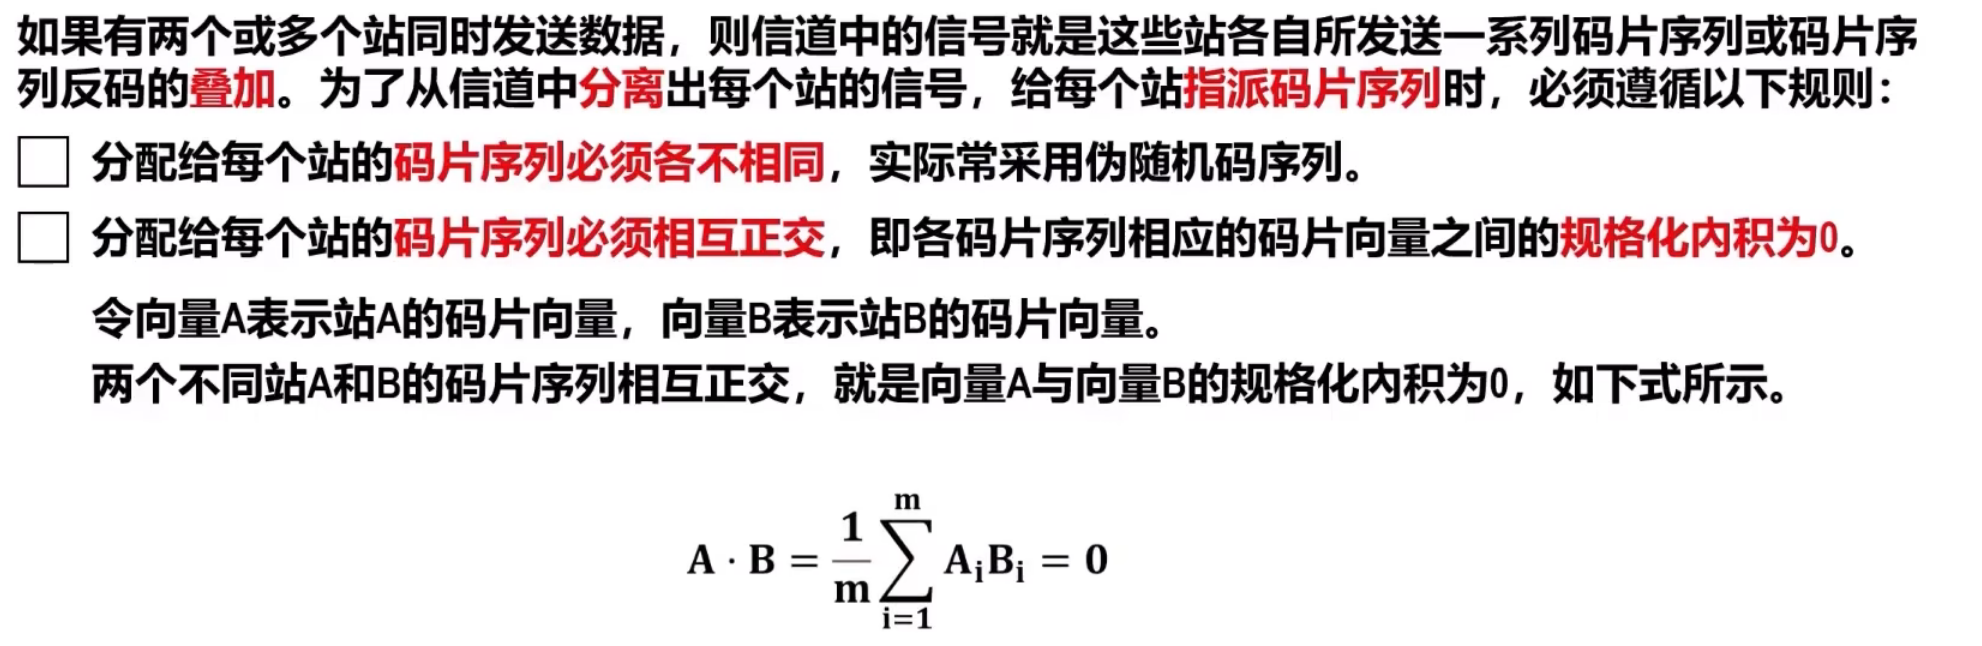 如果有两个或多个站同时发送数据，则信道中的信号就是这些站各自所发送一系列码片序列或码片序
列反码的叠加。为了从信道中分离出每个站的信号，给每个站指派码片序列时，必须遵循以下规则：
分配给每个站的码片序列必须各不相同，实际常采用伪随机码序列。
分配给每个站的码片序列必须相互正交，即各码片序列相应的码片向量之间的规格化内积为0。
令向量A表示站A的码片向量，向量B表示站B的码片向量。
两个不同站A和B的码片序列相互正交，就是向量A与向量B的规格化内积为0，如下式所示。
A · B = 1/m ∑_{i=1}^{m} A_i B_i = 0